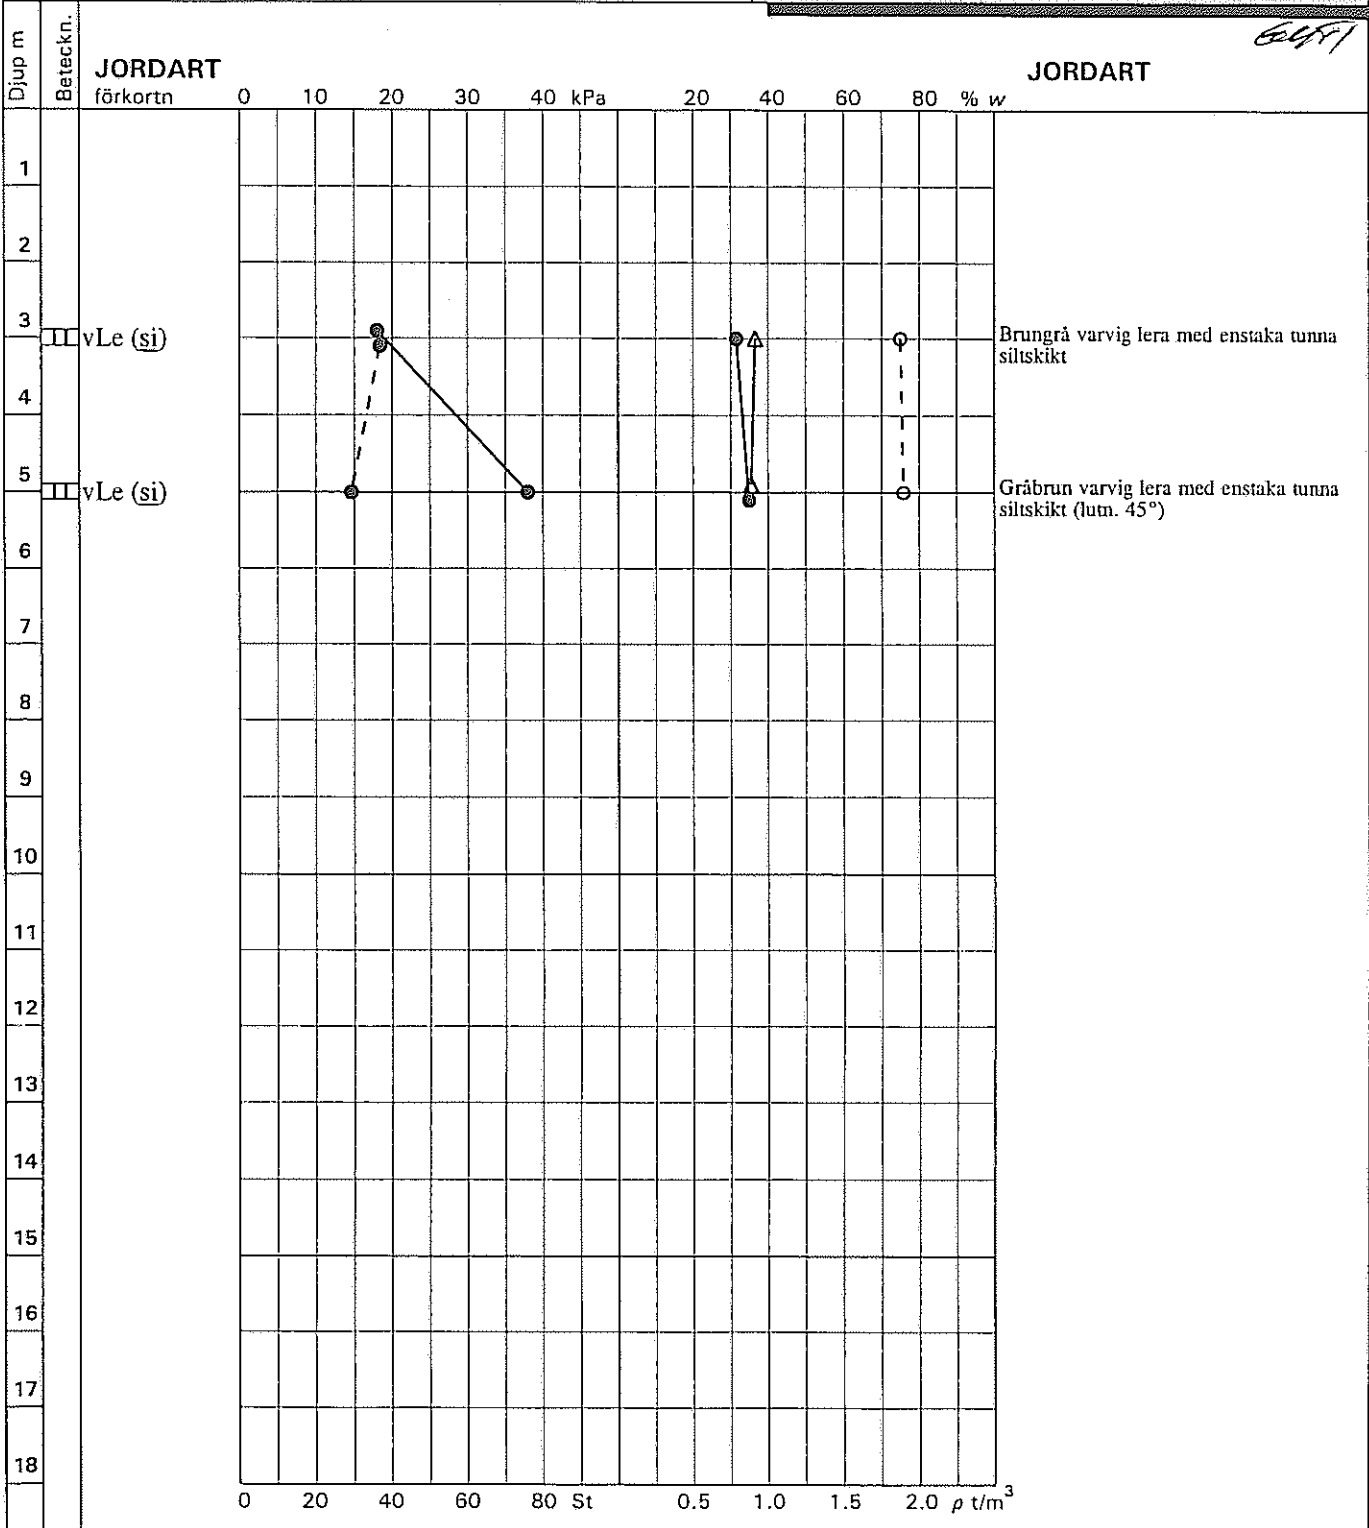 Djup m
Beteckn.
JORDART
förkortn
0 10 20 30 40 kPa 20 40 60 80 % w
JORDART
1
2
3
vLe (si)
Brungrå varvig lera med enstaka tunna
siltskikt
4
5
vLe (si)
Gråbrun varvig lera med enstaka tunna
siltskikt (lutn. 45°)
6
7
8
9
10
11
12
13
14
15
16
17
18
0 20 40 60 80 St 0.5 1.0 1.5 2.0 ρ t/m³